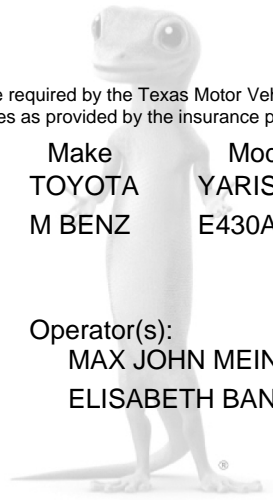 e required by the Texas Motor Veh
es as provided by the insurance p
Make Mod
TOYOTA YARIS
M BENZ E430A
Operator(s):
MAX JOHN MEIN
ELISABETH BAN
®